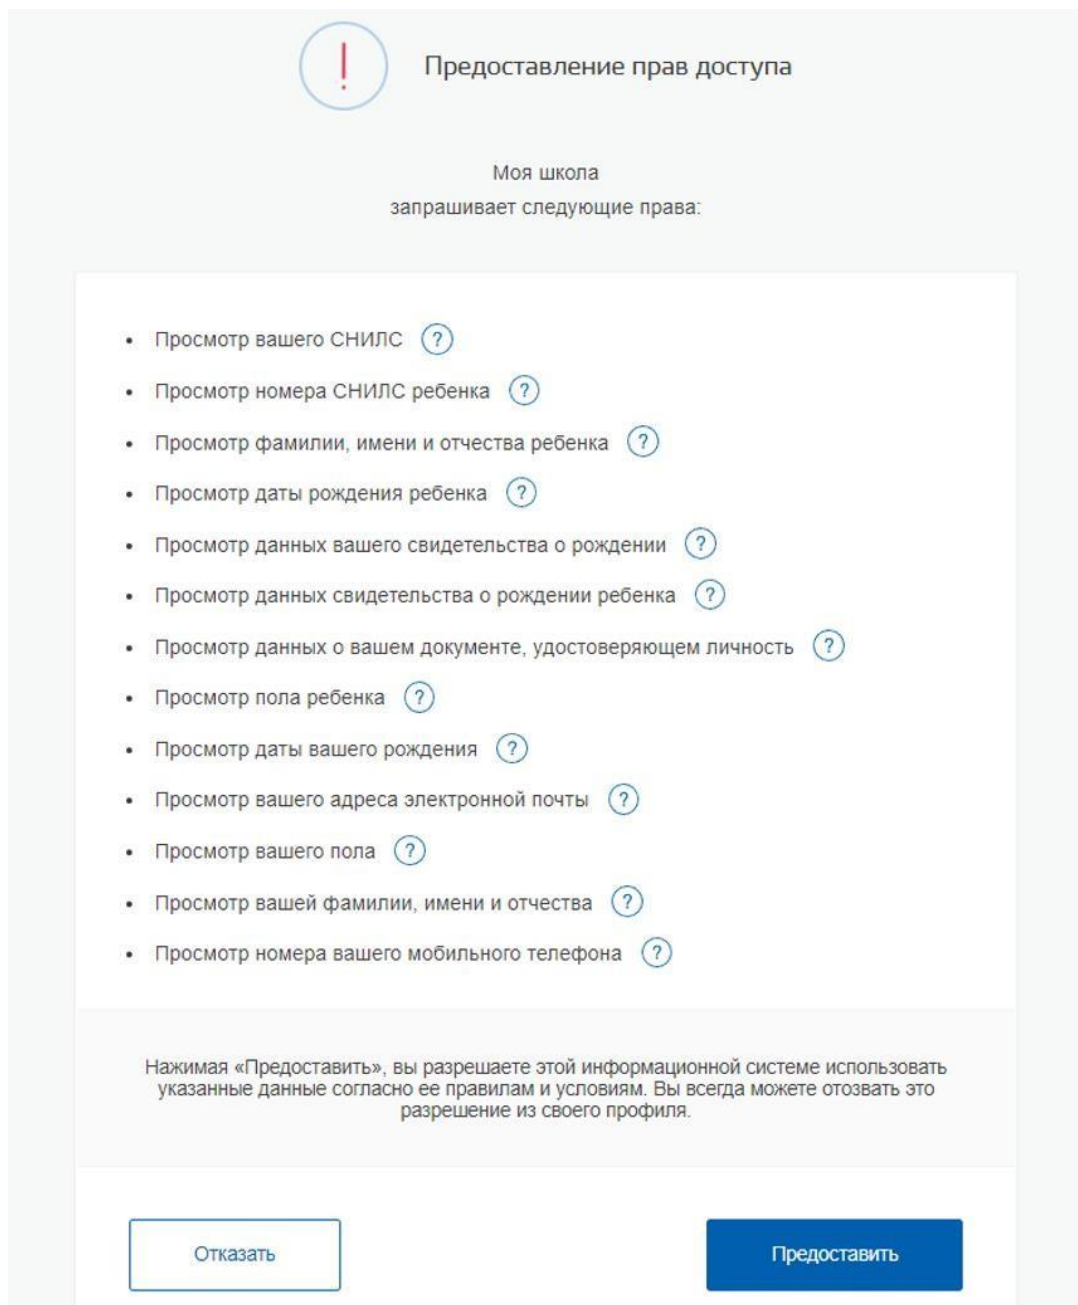 Предоставление прав доступа
Моя школа
запрашивает следующие права:
• Просмотр вашего СНИЛС ?
• Просмотр номера СНИЛС ребенка ?
• Просмотр фамилии, имени и отчества ребенка ?
• Просмотр даты рождения ребенка ?
• Просмотр данных вашего свидетельства о рождении ?
• Просмотр данных свидетельства о рождении ребенка ?
• Просмотр данных о вашем документе, удостоверяющем личность ?
• Просмотр пола ребенка ?
• Просмотр даты вашего рождения ?
• Просмотр вашего адреса электронной почты ?
• Просмотр вашего пола ?
• Просмотр вашей фамилии, имени и отчества ?
• Просмотр номера вашего мобильного телефона ?
Нажимая «Предоставить», вы разрешаете этой информационной системе использовать
указанные данные согласно ее правилам и условиям. Вы всегда можете отозвать это
разрешение из своего профиля.
Отказать
Предоставить